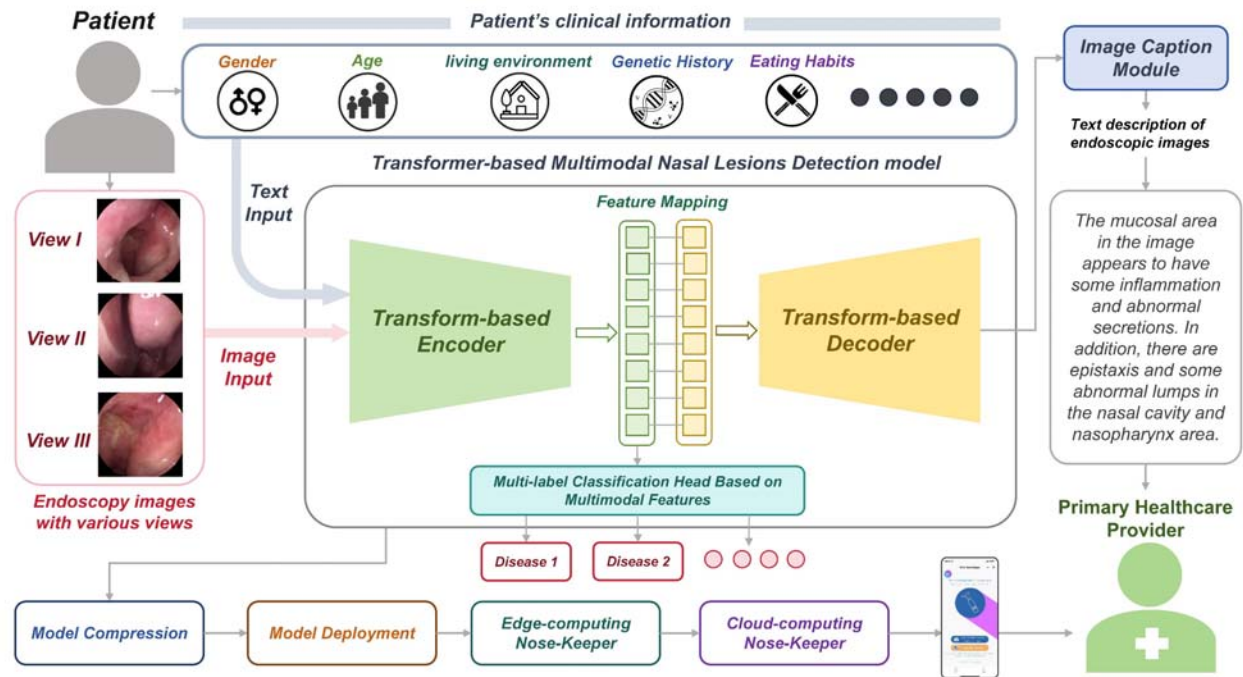 Patient
Patient's clinical information
Gender
Age
living environment
Genetic History
Eating Habits
Image Caption
Module
Text description of
endoscopic images
Transformer-based Multimodal Nasal Lesions Detection model
Text
Input
Feature Mapping
View I
View II
View III
Image
Input
Transform-based
Encoder
Transform-based
Decoder
The mucosal area
in the image
appears to have
some inflammation
and abnormal
secretions. In
addition, there are
epistaxis and some
abnormal lumps in
the nasal cavity and
nasopharynx area.
Multi-label Classification Head Based on
Multimodal Features
Endoscopy images
with various views
Primary Healthcare
Provider
Disease 1
Disease 2
Model Compression
Model Deployment
Edge-computing
Nose-Keeper
Cloud-computing
Nose-Keeper